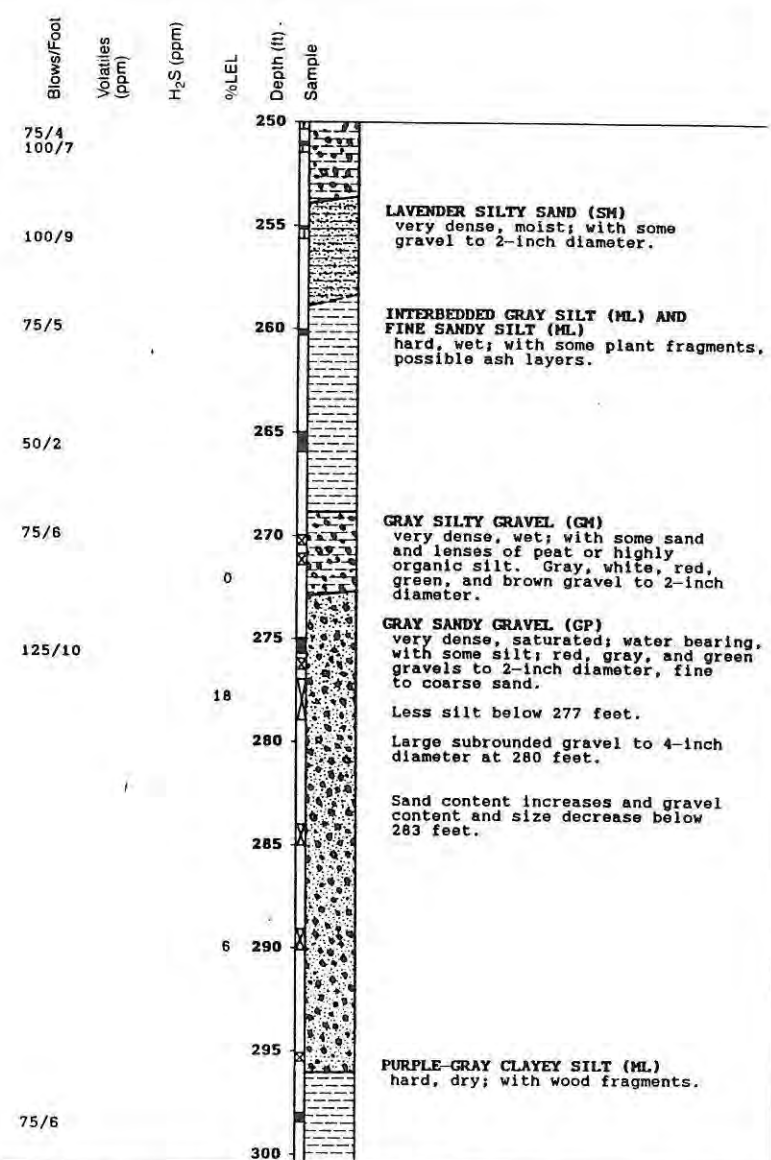 Blows/Foot
Volatiles
(ppm)
H₂S (ppm)
%LEL
Depth (ft)
Sample
250
75/4
100/7
LAVENDER SILTY SAND (SM)
very dense, moist; with some
gravel to 2-inch diameter.
255
100/9
INTERBEDDED GRAY SILT (ML) AND
FINE SANDY SILT (ML)
hard, wet; with some plant fragments,
possible ash layers.
75/5
260
265
50/2
GRAY SILTY GRAVEL (GM)
very dense, wet; with some sand
and lenses of peat or highly
organic silt. Gray, white, red,
green, and brown gravel to 2-inch
diameter.
75/6
270
0
GRAY SANDY GRAVEL (GP)
very dense, saturated; water bearing,
with some silt; red, gray, and green
gravels to 2-inch diameter, fine
to coarse sand.
275
125/10
18
Less silt below 277 feet.
280
Large subrounded gravel to 4-inch
diameter at 280 feet.
Sand content increases and gravel
content and size decrease below
283 feet.
285
6
290
295
PURPLE-GRAY CLAYEY SILT (ML)
hard, dry; with wood fragments.
75/6
300